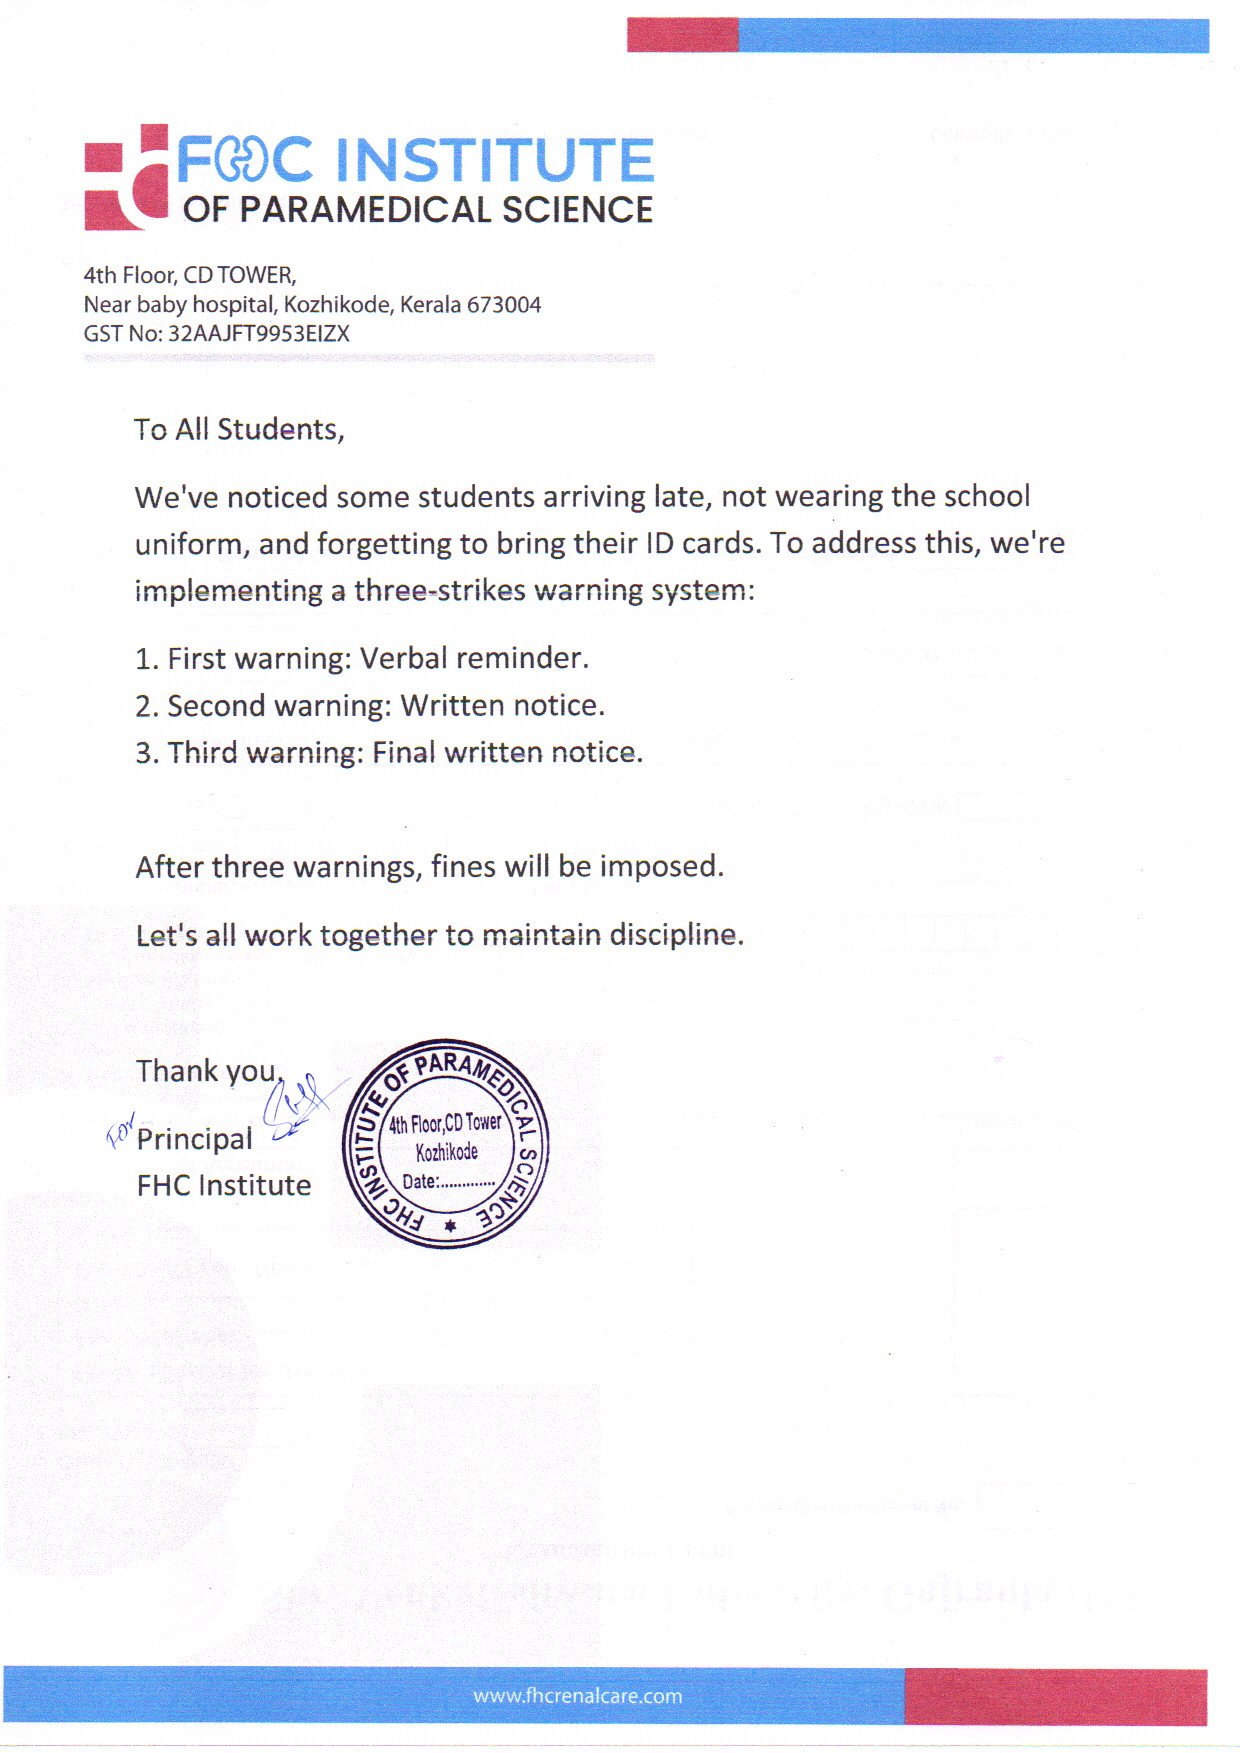 FHC INSTITUTE
OF PARAMEDICAL SCIENCE
4th Floor, CD TOWER,
Near baby hospital, Kozhikode, Kerala 673004
GST No: 32AAJFT9953EIZX
To All Students,
We've noticed some students arriving late, not wearing the school
uniform, and forgetting to bring their ID cards. To address this, we're
implementing a three-strikes warning system:
1. First warning: Verbal reminder.
2. Second warning: Written notice.
3. Third warning: Final written notice.
After three warnings, fines will be imposed.
Let's all work together to maintain discipline.
Thank you,
For Principal
FHC Institute
FHC INSTITUTE OF PARAMEDICAL SCIENCE
4th Floor,CD Tower
Kozhikode
Date:..............
www.fhcrenalcare.com